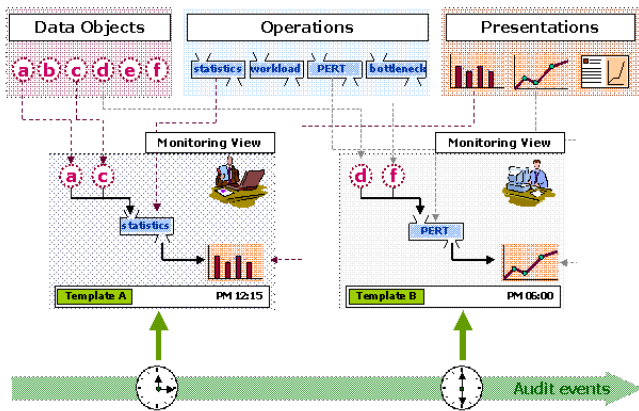 Data Objects
Operations
Presentations
a b c d e f
statistics workload PERT bottleneck
Monitoring View
Monitoring View
a c
d f
statistics
PERT
Template A PM 12:15
Template B PM 06:00
Audit events